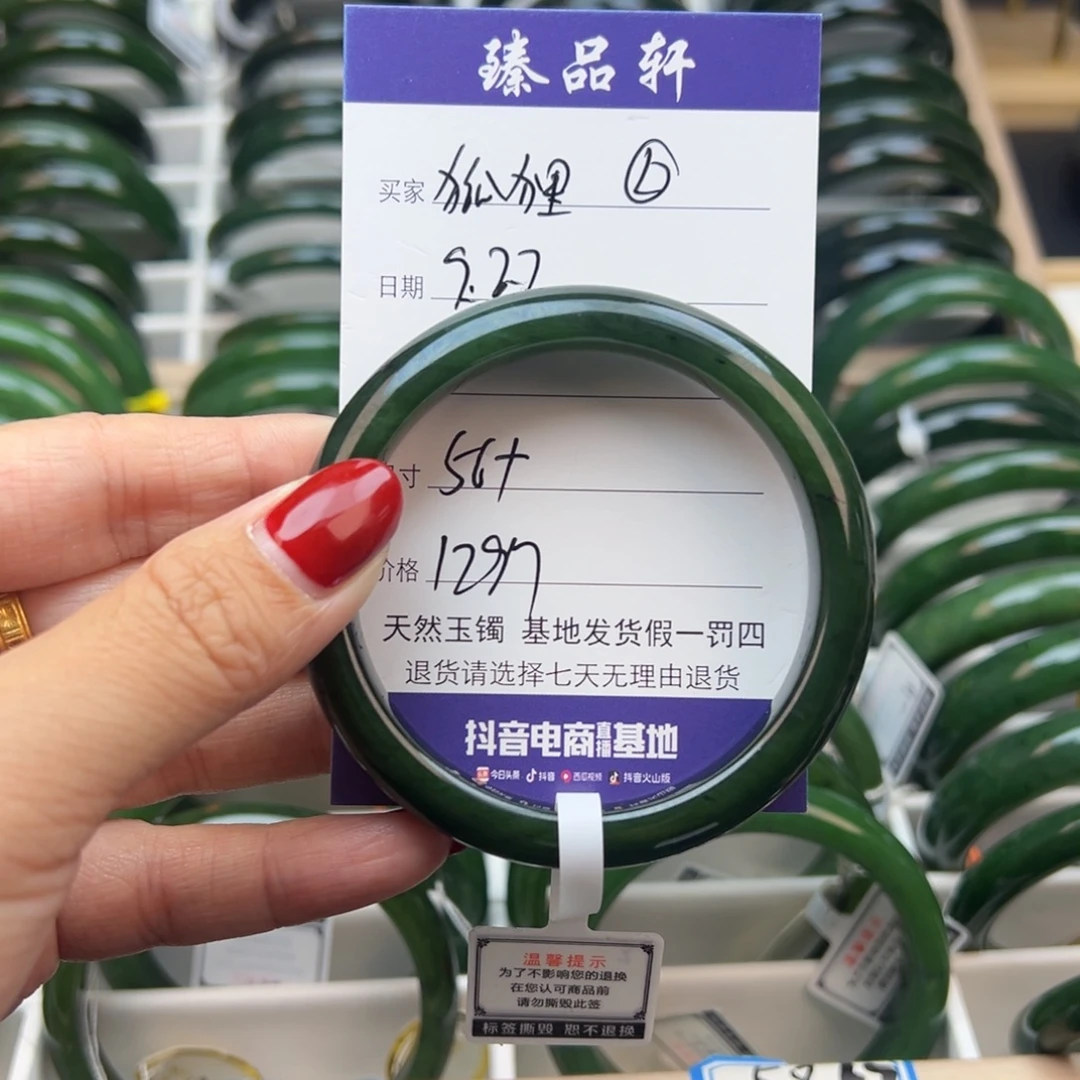 臻品轩
买家 狐狸 ⑥
日期 9.27
寸 56+
价格 1297
天然玉镯 基地发货假一罚四
退货请选择七天无理由退货
抖音电商直播基地
今日头条 抖音 西瓜视频 抖音火山版
温馨提示
为了不影响您的退换
在您认可商品前
请勿撕毁此签
标签撕毁 恕不退换